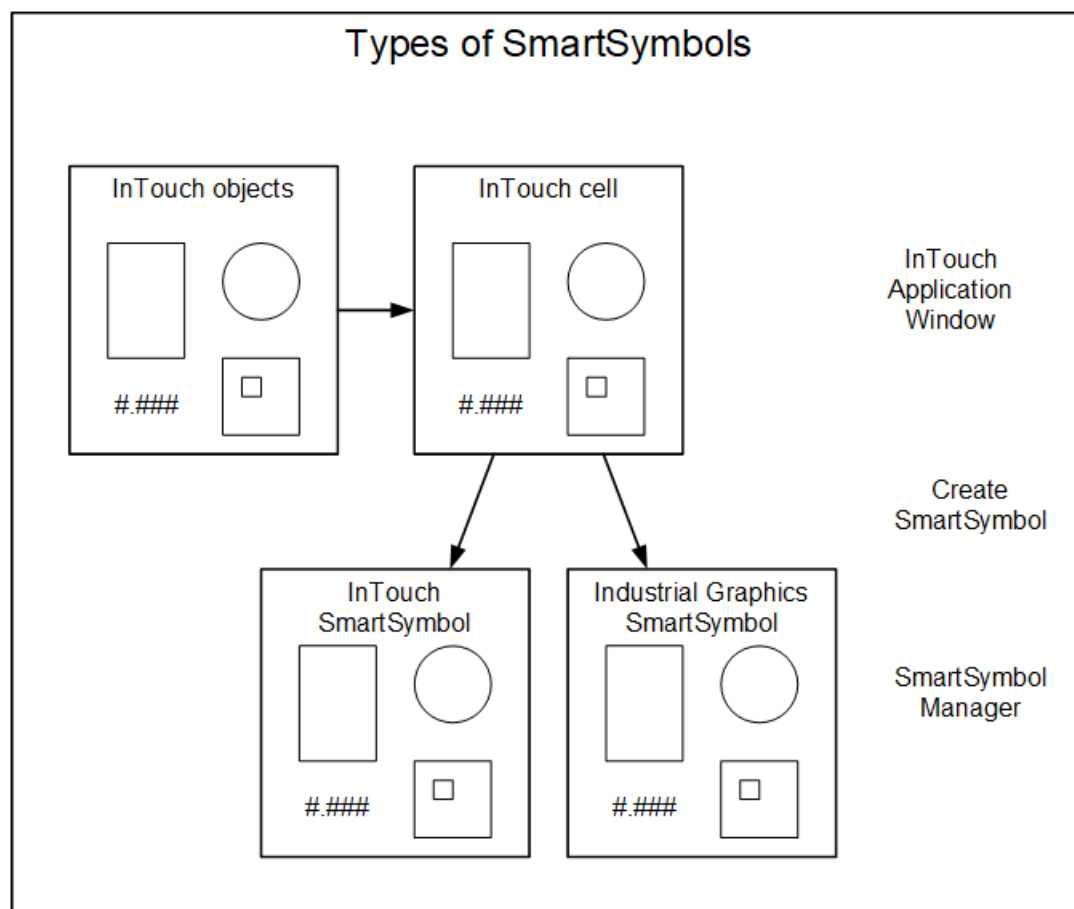 Types of SmartSymbols
InTouch objects
#.###
InTouch cell
#.###
InTouch
Application
Window
Create
SmartSymbol
InTouch
SmartSymbol
#.###
Industrial Graphics
SmartSymbol
#.###
SmartSymbol
Manager